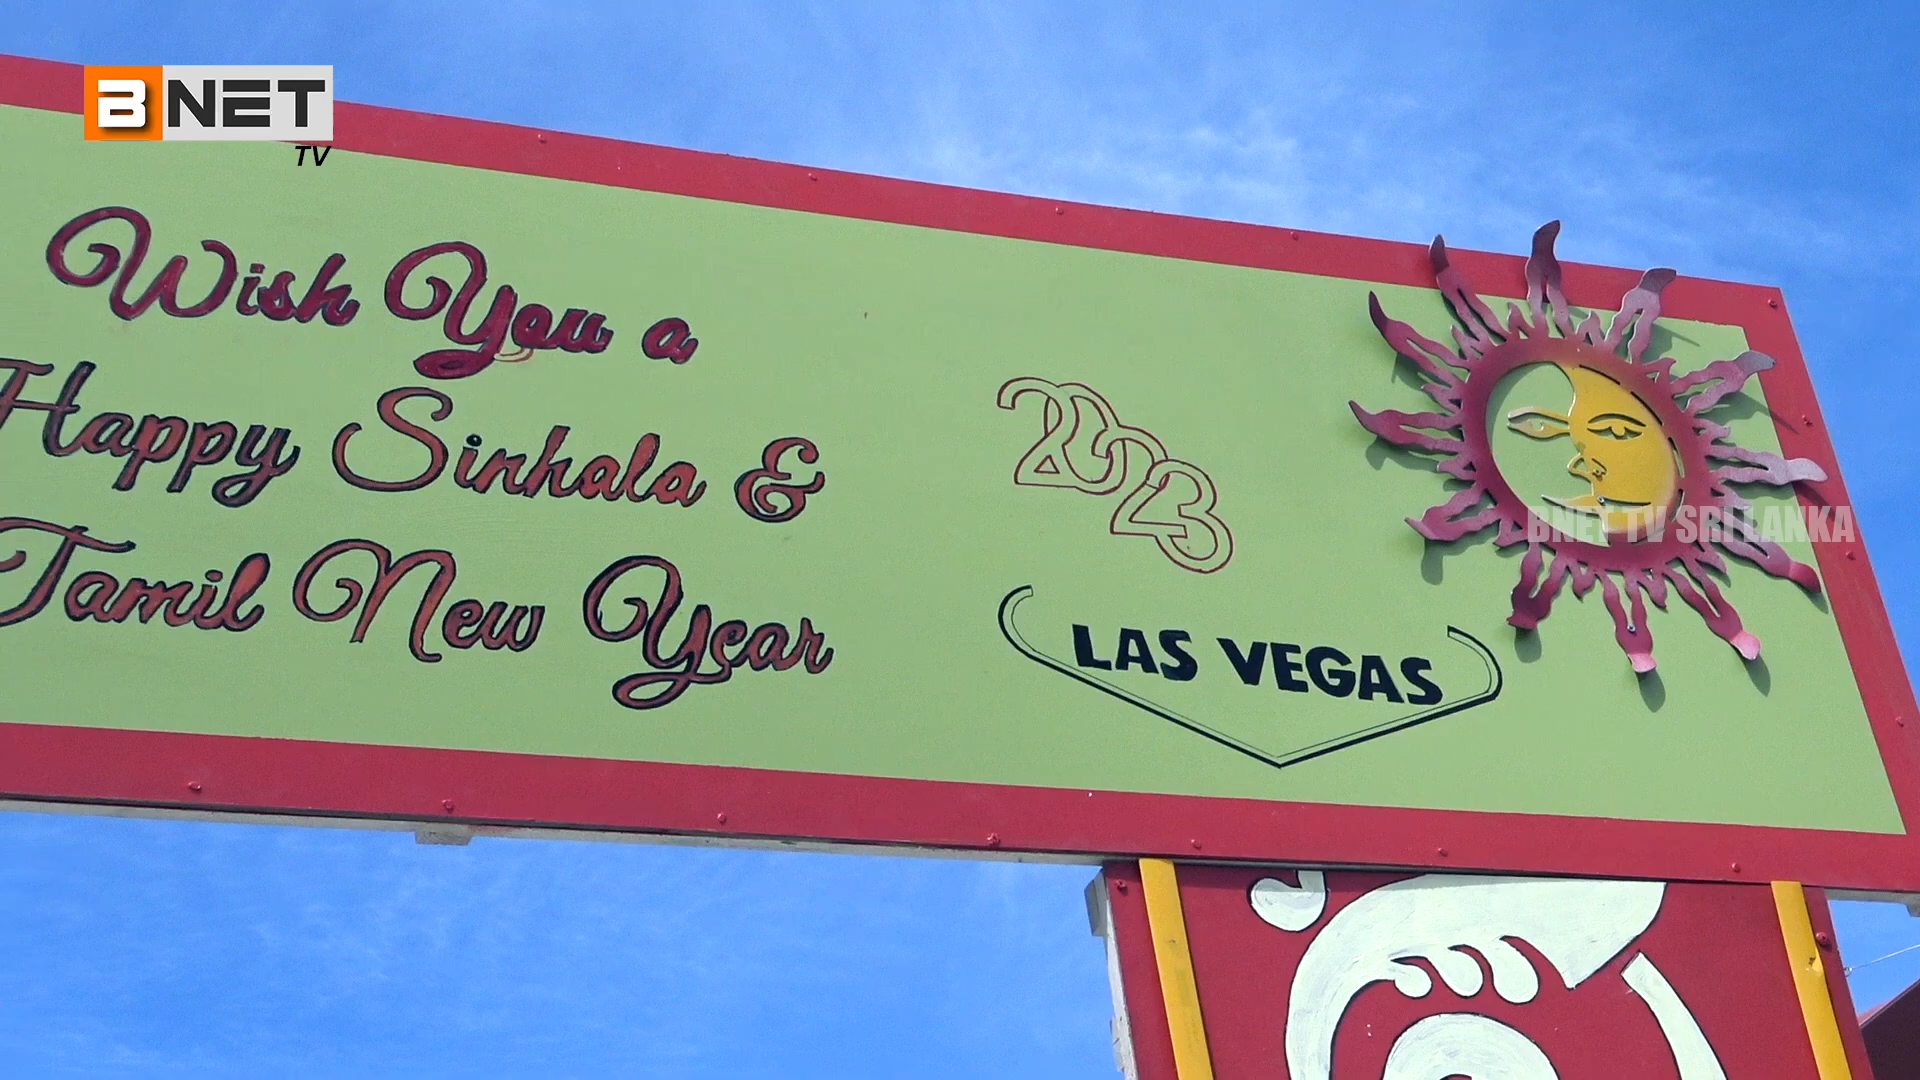 BNET
TV
Wish You a
Happy Sinhala &
Tamil New Year
2023
LAS VEGAS
BNET TV SRI LANKA